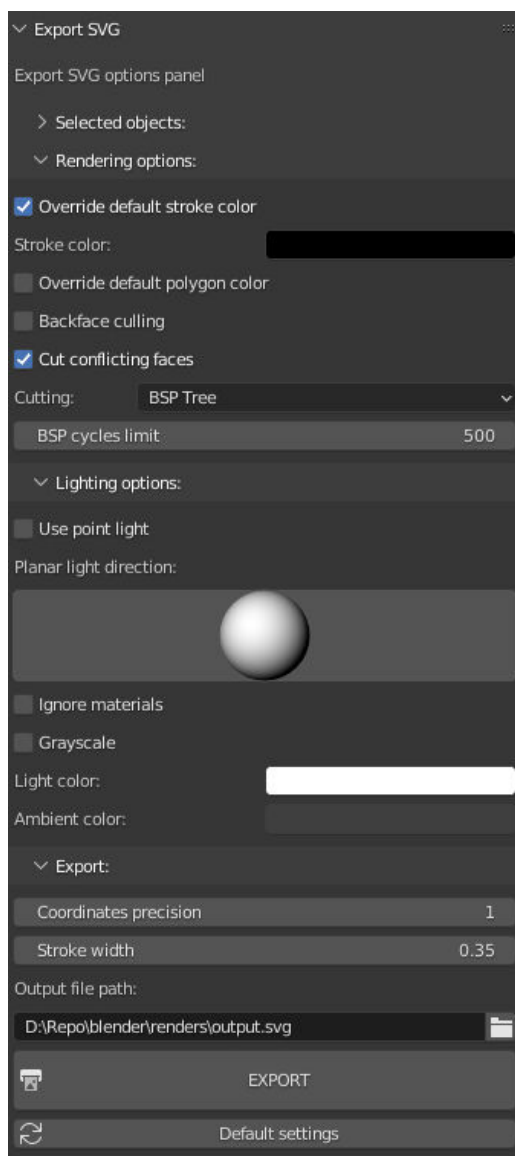 Export SVG
Export SVG options panel
Selected objects:
Rendering options:
Override default stroke color
Stroke color:
Override default polygon color
Backface culling
Cut conflicting faces
Cutting: BSP Tree
BSP cycles limit 500
Lighting options:
Use point light
Planar light direction:
Ignore materials
Grayscale
Light color:
Ambient color:
Export:
Coordinates precision 1
Stroke width 0.35
Output file path:
D:\Repo\blender\renders\output.svg
EXPORT
Default settings